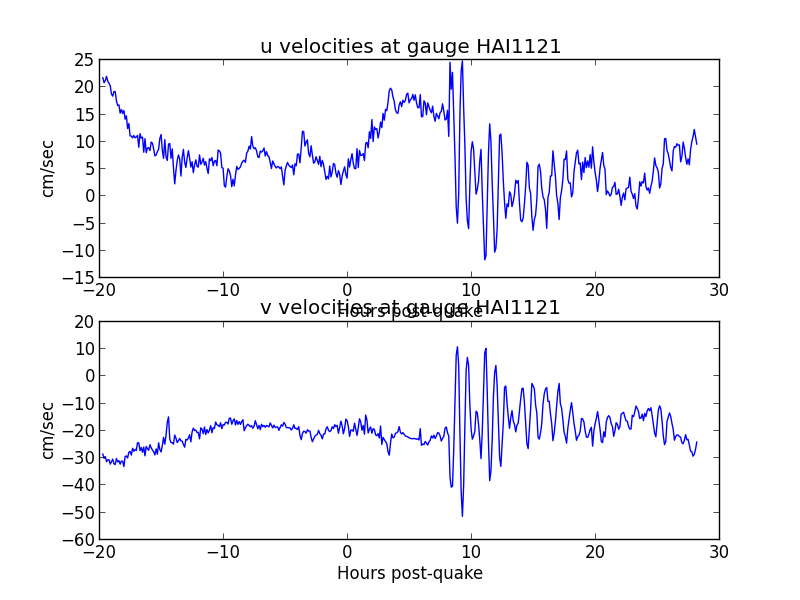 u velocities at gauge HAI1121
25
20
15
10
5
0
−5
−10
−15
cm/sec
−20 −10 0 10 20 30
Hours post-quake
v velocities at gauge HAI1121
20
10
0
−10
−20
−30
−40
−50
−60
cm/sec
−20 −10 0 10 20 30
Hours post-quake